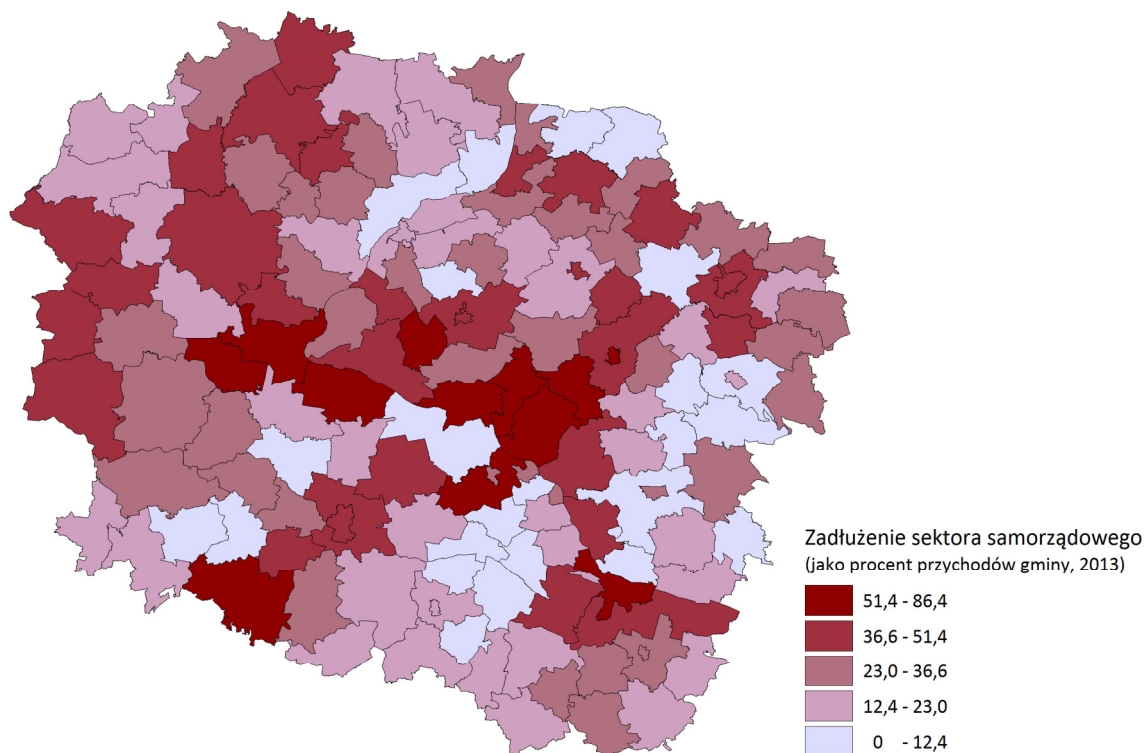 Zadłużenie sektora samorządowego
(jako procent przychodów gminy, 2013)
51,4 - 86,4
36,6 - 51,4
23,0 - 36,6
12,4 - 23,0
0 - 12,4